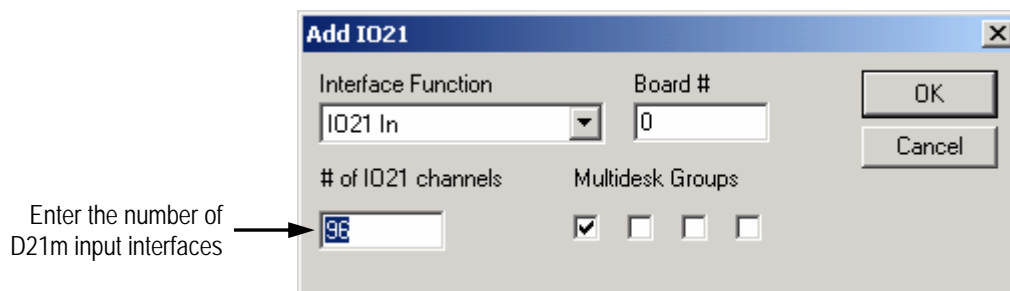 Add IO21
Interface Function
Board #
OK
IO21 In
0
Cancel
# of IO21 channels
Multidesk Groups
Enter the number of
D21m input interfaces
96